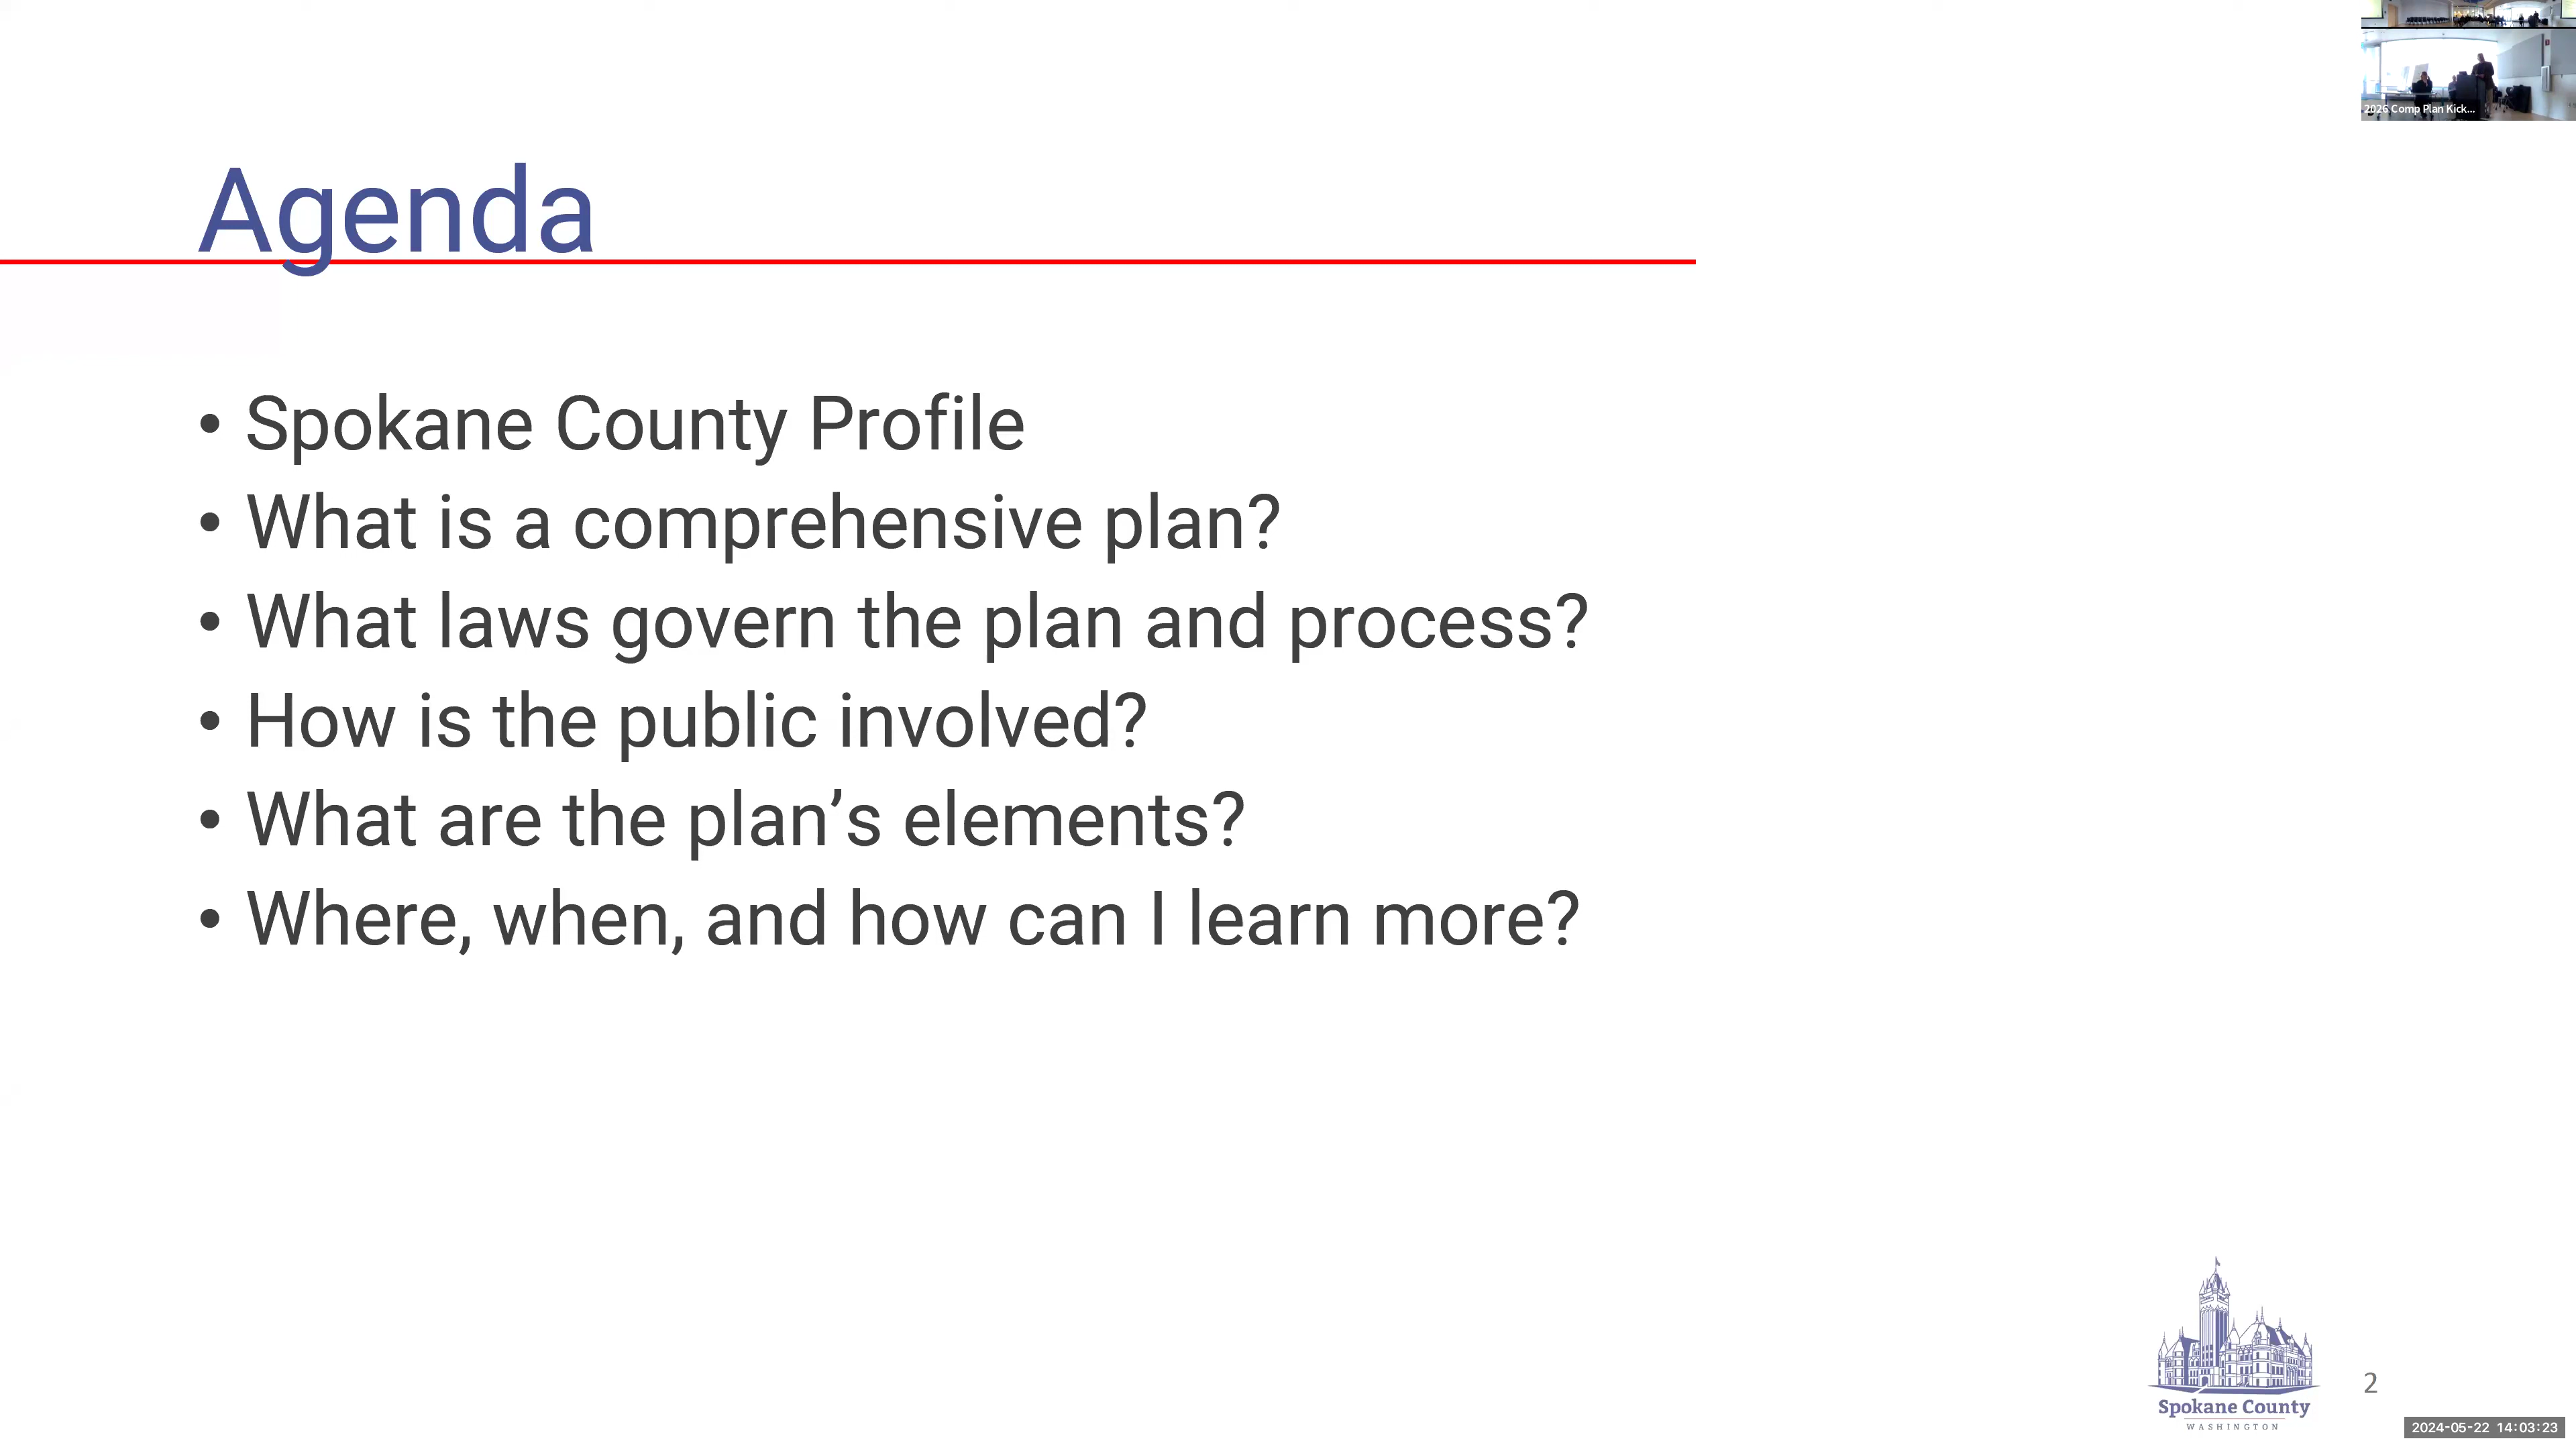 2026 Comp Plan Kick...
Agenda
• Spokane County Profile
• What is a comprehensive plan?
• What laws govern the plan and process?
• How is the public involved?
• What are the plan’s elements?
• Where, when, and how can I learn more?
Spokane County
WASHINGTON
2
2024-05-22 14:03:23